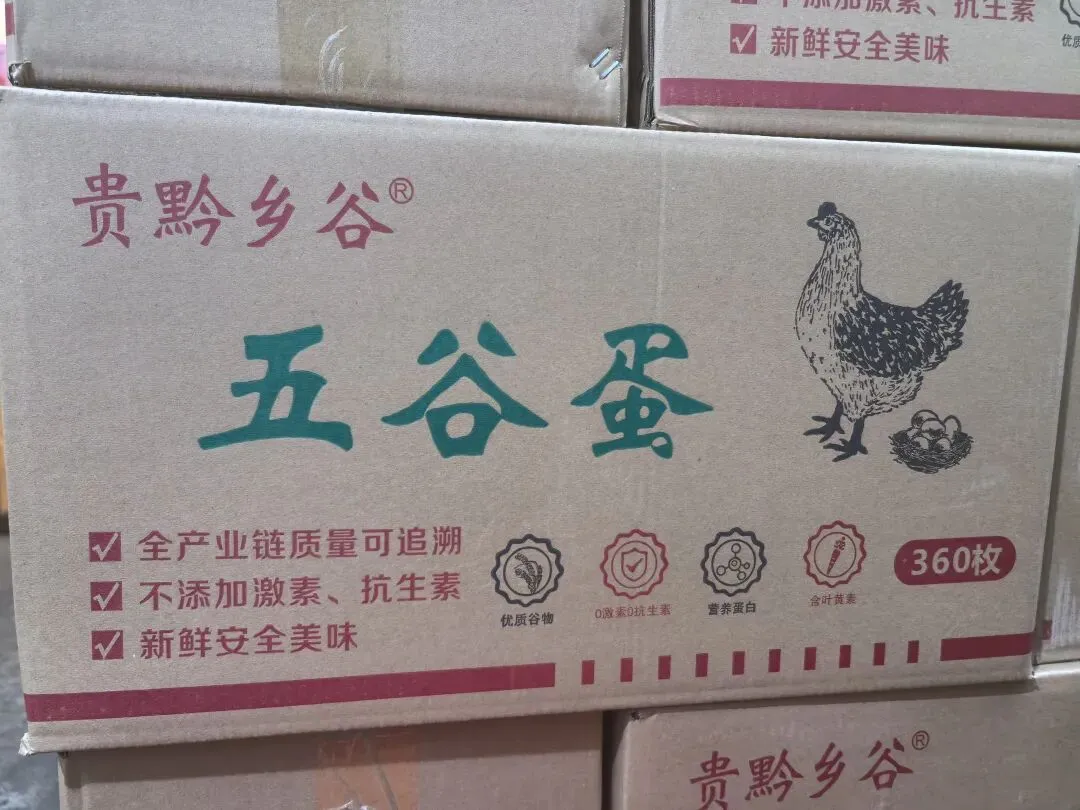 不添加激素、抗生素
新鲜安全美味
贵黔乡谷®
五谷蛋
全产业链质量可追溯
不添加激素、抗生素
新鲜安全美味
优质谷物
0激素0抗生素
营养蛋白
含叶黄素
360枚
贵黔乡谷®